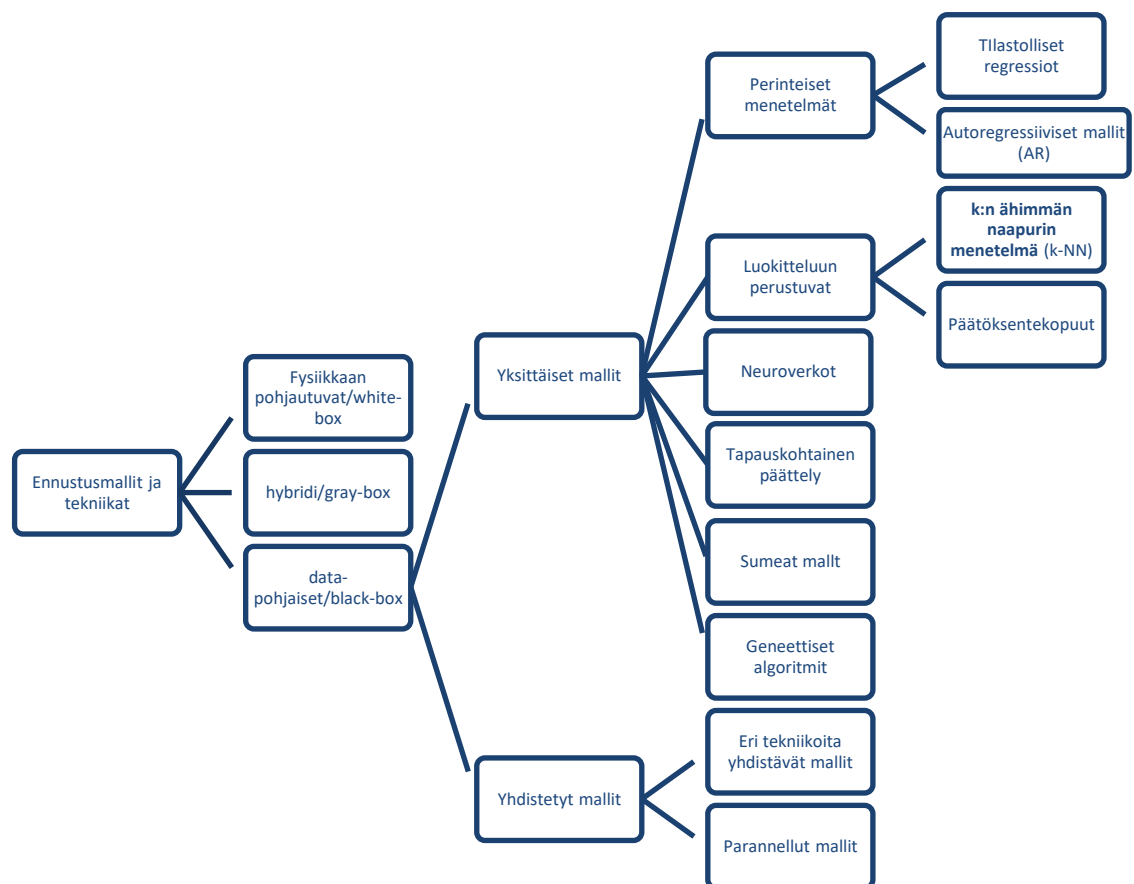 Ennustusmallit ja
tekniikat
Fysiikkaan
pohjautuvat/white-
box
hybridi/gray-box
data-
pohjaiset/black-box
Yksittäiset mallit
Perinteiset
menetelmät
TIlastolliset
regressiot
Autoregressiiviset mallit
(AR)
Luokitteluun
perustuvat
k:n ähimmän
naapurin
menetelmä (k-NN)
Päätöksentekopuut
Neuroverkot
Tapauskohtainen
päättely
Sumeat mallt
Geneettiset
algoritmit
Yhdistetyt mallit
Eri tekniikoita
yhdistävät mallit
Parannellut mallit